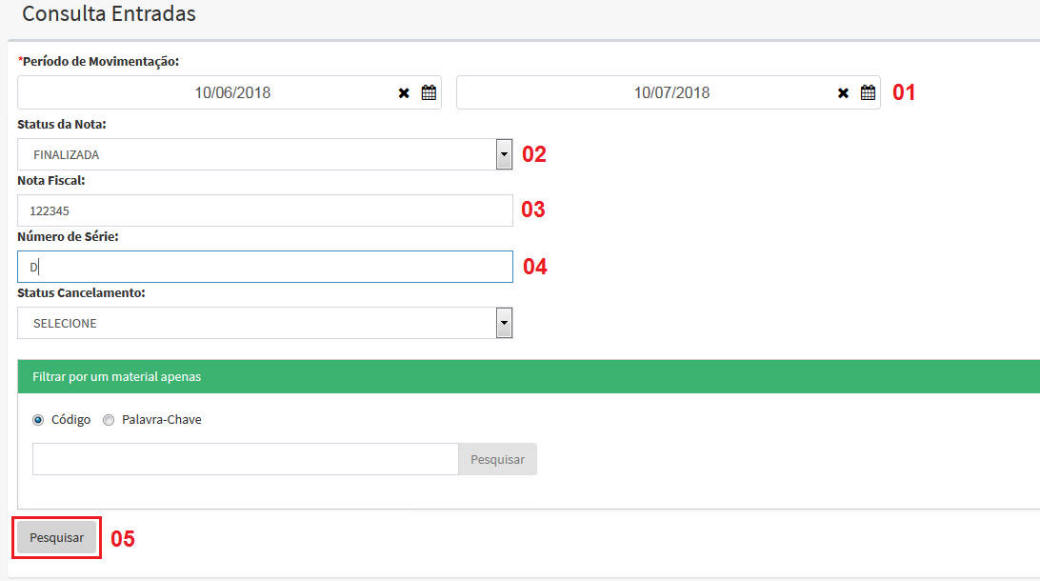 Consulta Entradas
*Período de Movimentação:
10/06/2018 10/07/2018 01
Status da Nota:
FINALIZADA 02
Nota Fiscal:
122345 03
Número de Série:
D 04
Status Cancelamento:
SELECIONE
Filtrar por um material apenas
Código Palavra-Chave
Pesquisar
Pesquisar 05